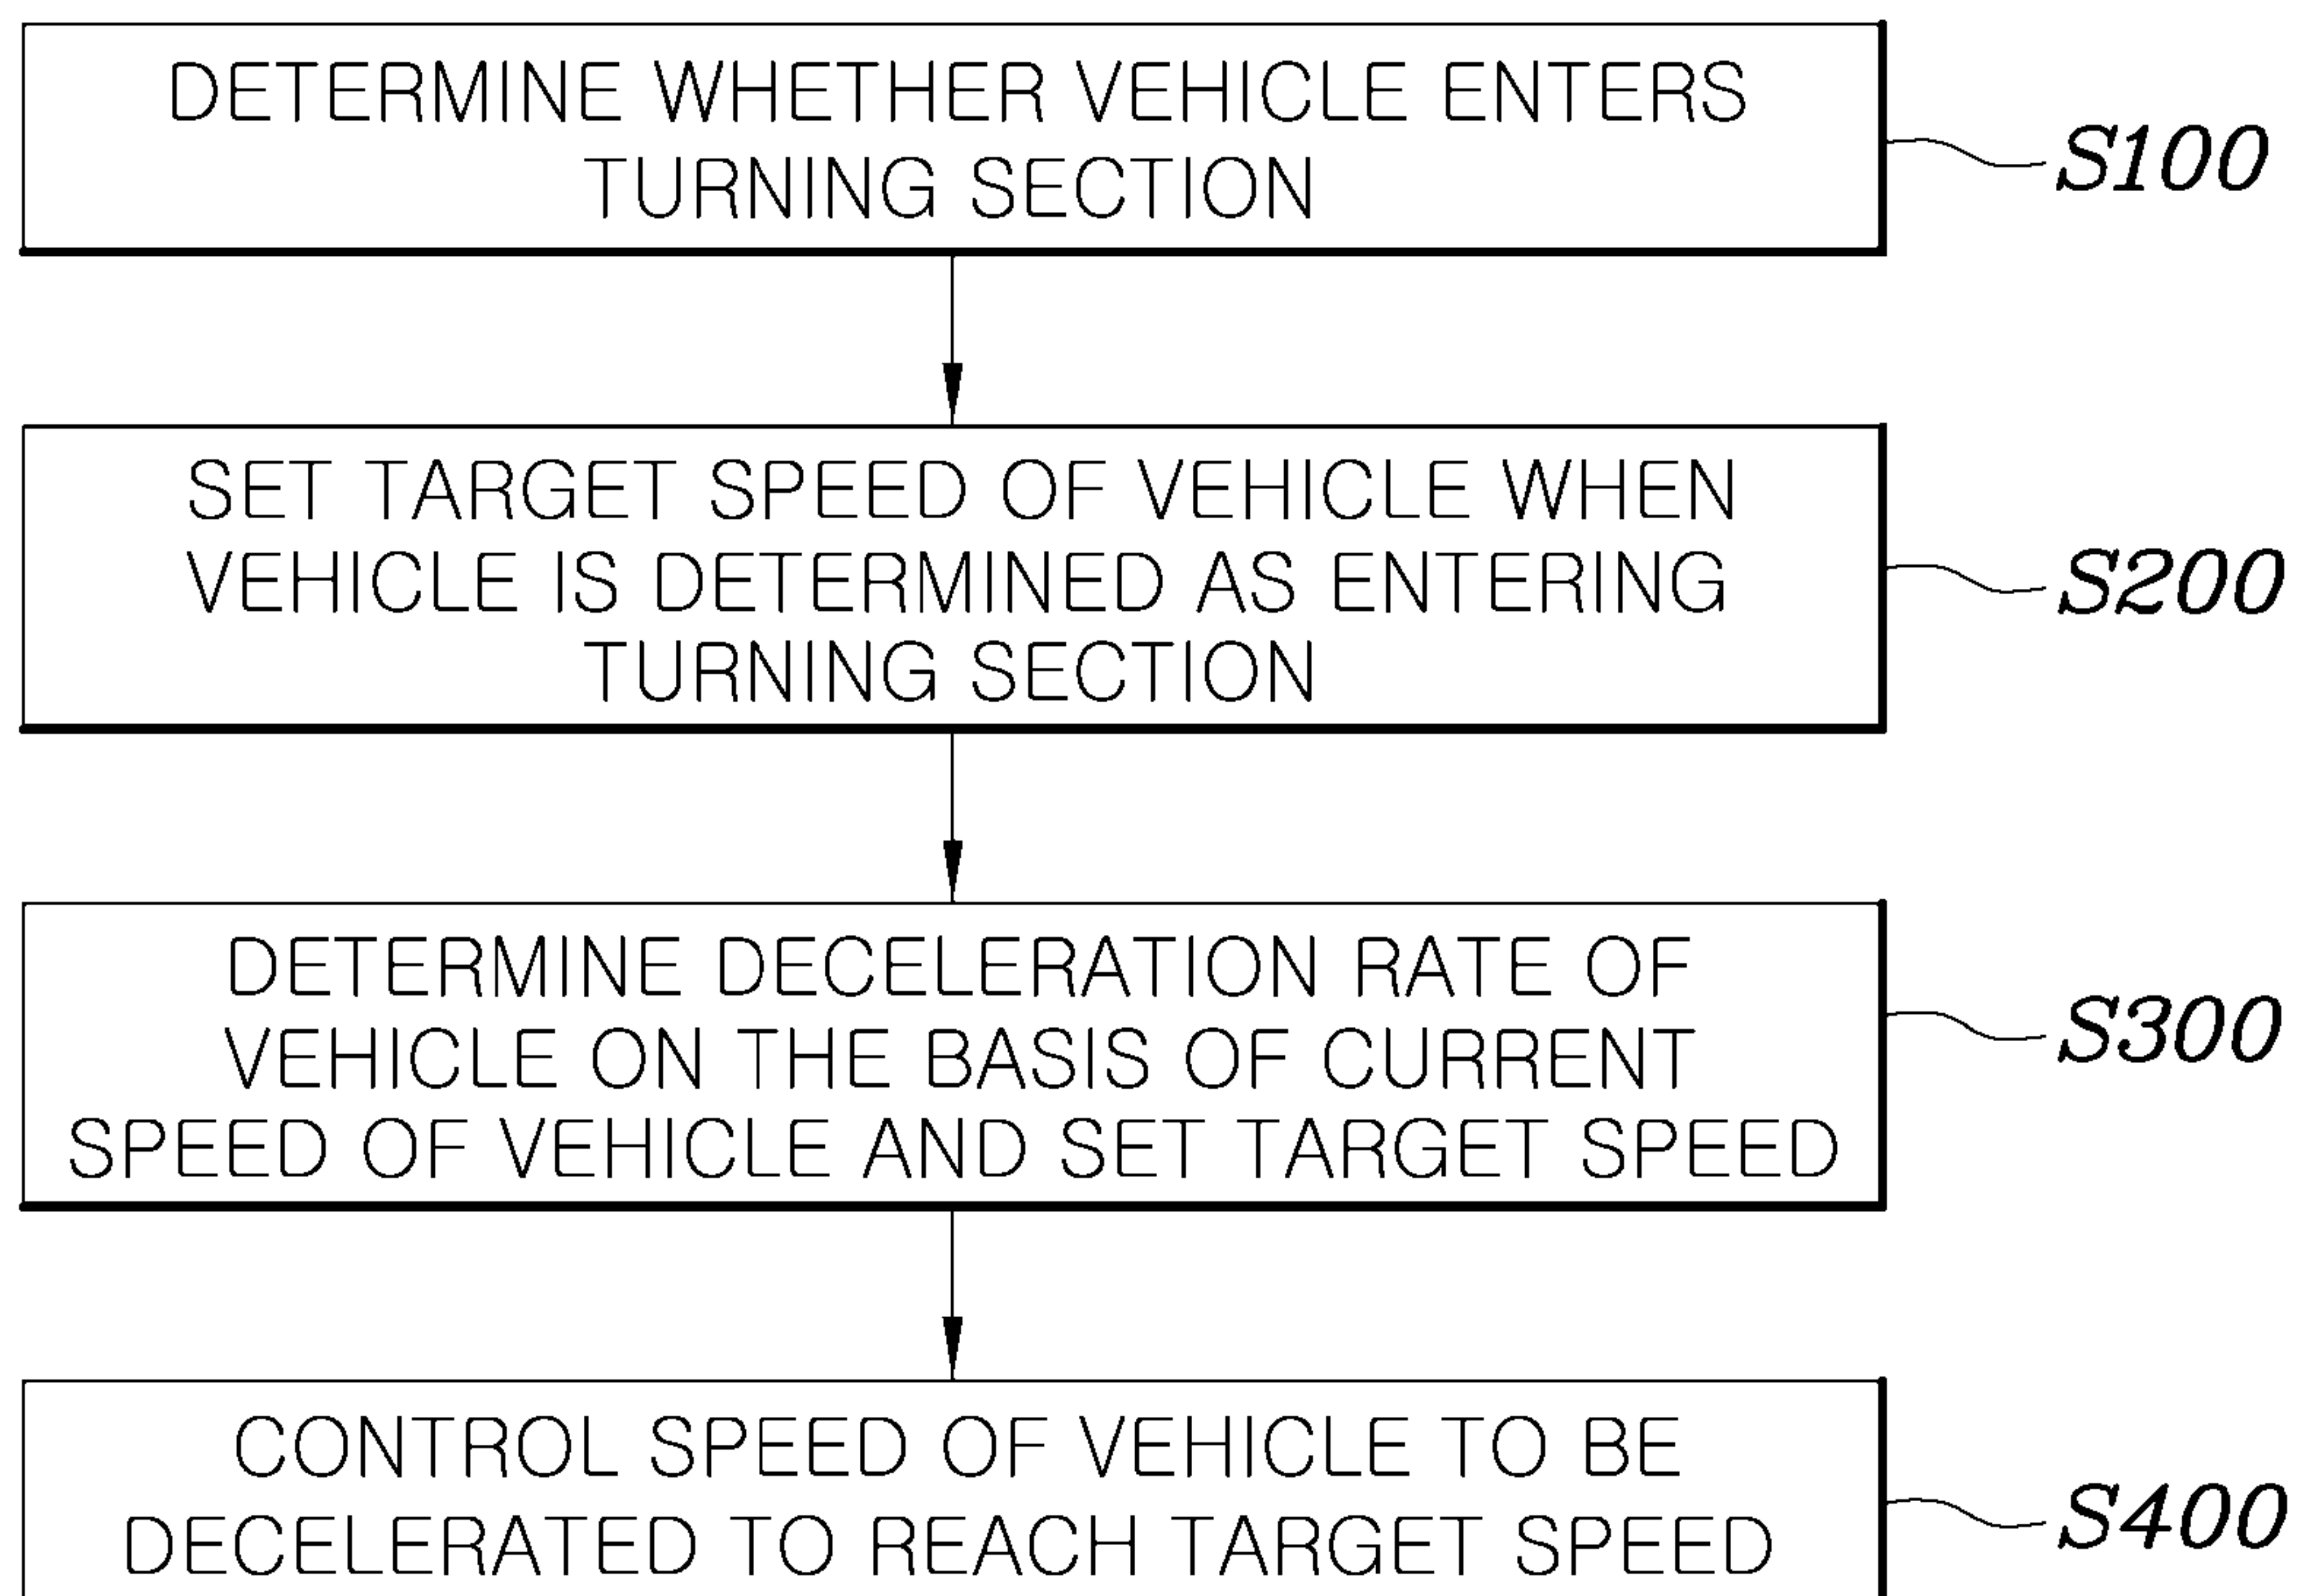 DETERMINE WHETHER VEHICLE ENTERS
TURNING SECTION
S100
SET TARGET SPEED OF VEHICLE WHEN
VEHICLE IS DETERMINED AS ENTERING
TURNING SECTION
S200
DETERMINE DECELERATION RATE OF
VEHICLE ON THE BASIS OF CURRENT
SPEED OF VEHICLE AND SET TARGET SPEED
S300
CONTROL SPEED OF VEHICLE TO BE
DECELERATED TO REACH TARGET SPEED
S400